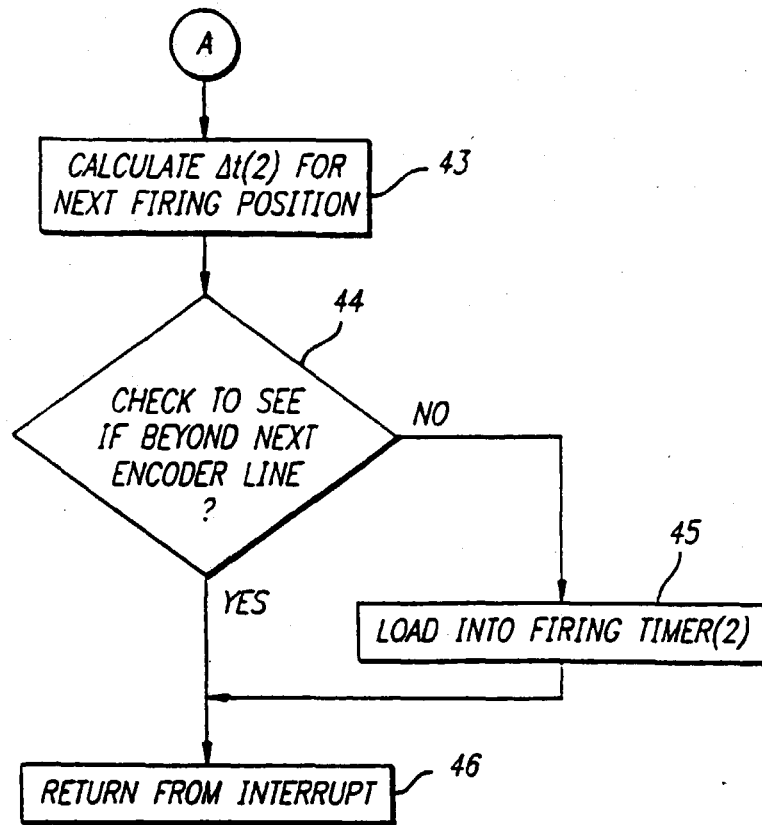 A
CALCULATE Δt(2) FOR
NEXT FIRING POSITION
43
44
CHECK TO SEE
IF BEYOND NEXT
ENCODER LINE
?
NO
YES
45
LOAD INTO FIRING TIMER(2)
RETURN FROM INTERRUPT
46